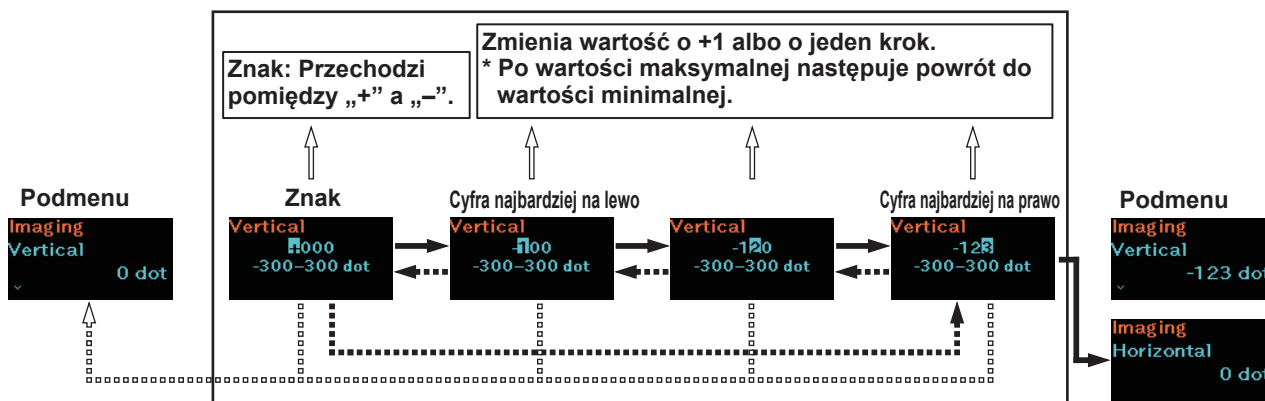 Znak: Przechodzi
pomiędzy „+” a „–”.
Zmienia wartość o +1 albo o jeden krok.
* Po wartości maksymalnej następuje powrót do
wartości minimalnej.
Podmenu
Imaging
Vertical
0 dot
Znak
Vertical
+000
-300–300 dot
Cyfra najbardziej na lewo
Vertical
-100
-300–300 dot
Vertical
-120
-300–300 dot
Cyfra najbardziej na prawo
Vertical
-123
-300–300 dot
Podmenu
Imaging
Vertical
-123 dot
Imaging
Horizontal
0 dot